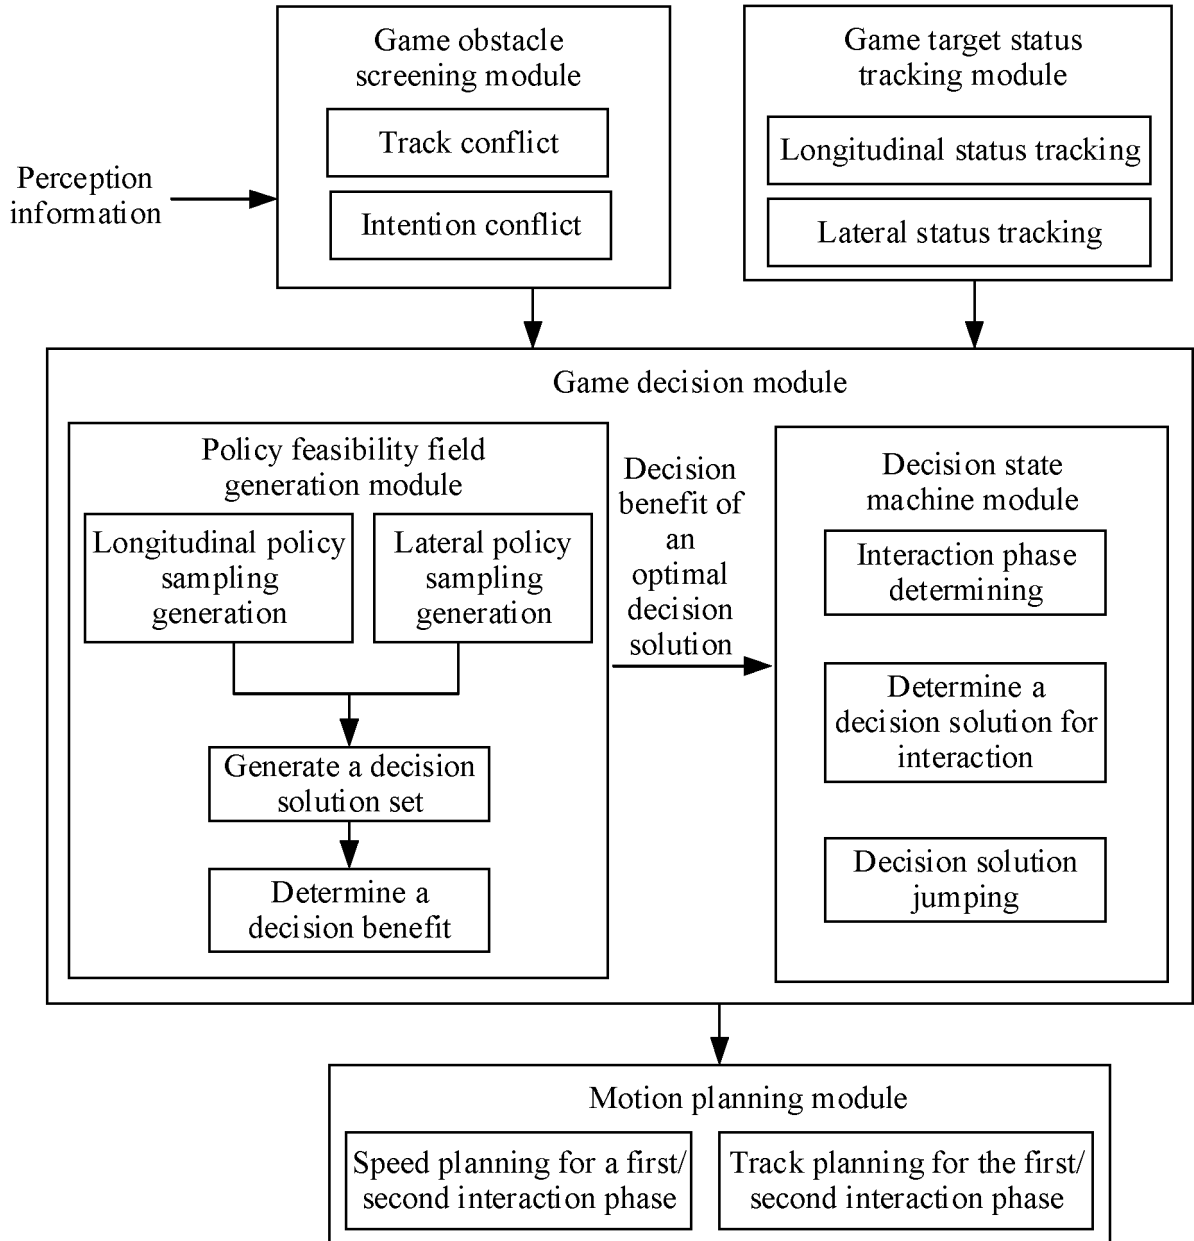 Game obstacle
screening module
Track conflict
Intention conflict
Perception
information
Game target status
tracking module
Longitudinal status tracking
Lateral status tracking
Game decision module
Policy feasibility field
generation module
Longitudinal policy
sampling
generation
Lateral policy
sampling
generation
Generate a decision
solution set
Determine a
decision benefit
Decision
benefit of
an
optimal
decision
solution
Decision state
machine module
Interaction phase
determining
Determine a
decision solution for
interaction
Decision solution
jumping
Motion planning module
Speed planning for a first/
second interaction phase
Track planning for the first/
second interaction phase